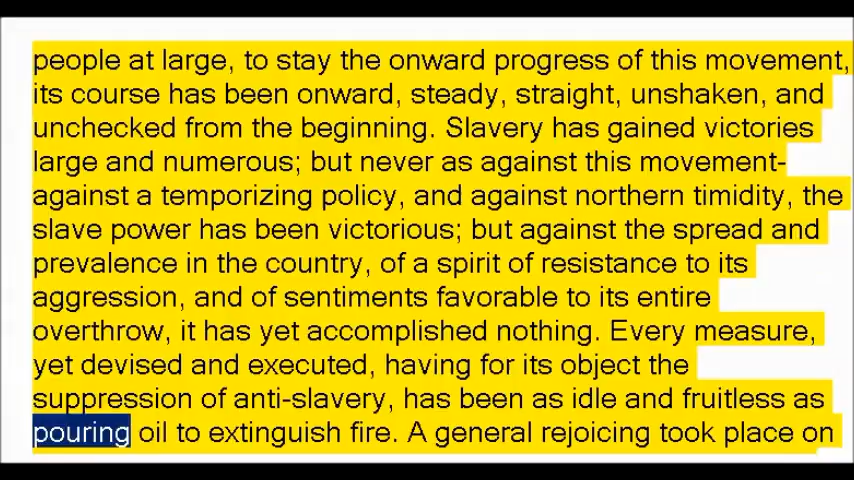 people at large, to stay the onward progress of this movement,
its course has been onward, steady, straight, unshaken, and
unchecked from the beginning. Slavery has gained victories
large and numerous; but never as against this movement-
against a temporizing policy, and against northern timidity, the
slave power has been victorious; but against the spread and
prevalence in the country, of a spirit of resistance to its
aggression, and of sentiments favorable to its entire
overthrow, it has yet accomplished nothing. Every measure,
yet devised and executed, having for its object the
suppression of anti-slavery, has been as idle and fruitless as
pouring oil to extinguish fire. A general rejoicing took place on